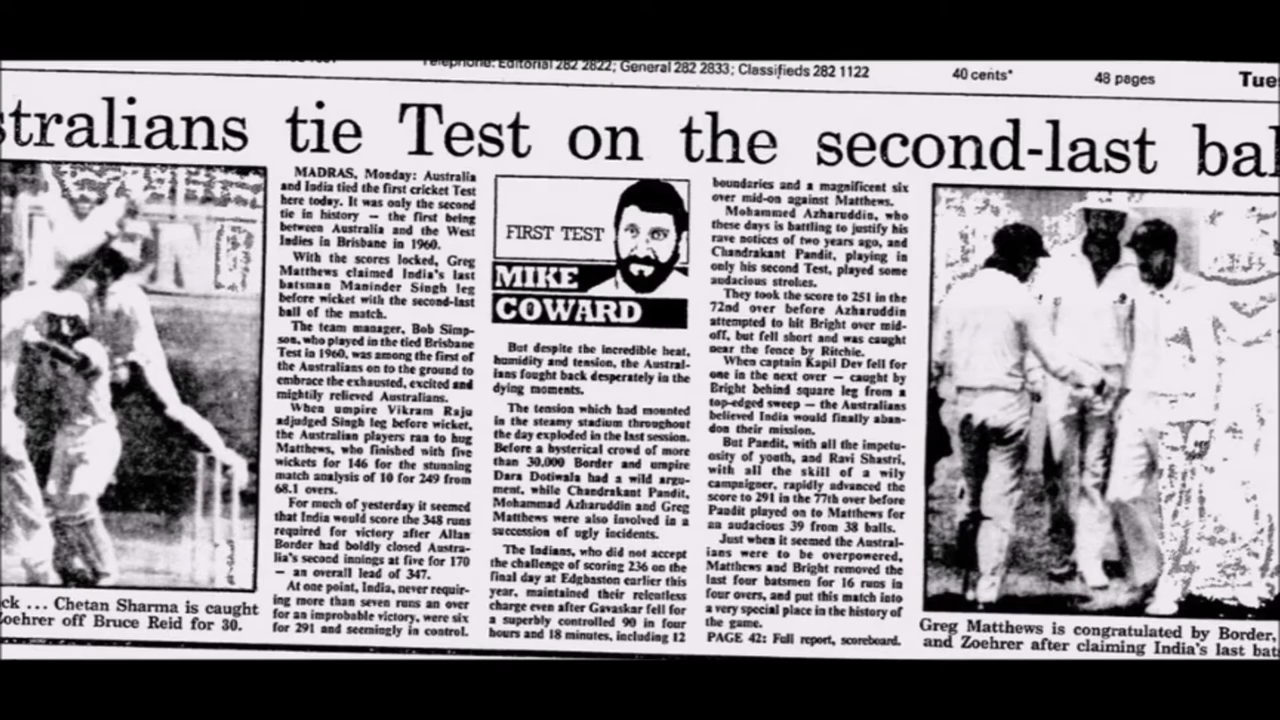 Telephone: Editorial 282 2822; General 282 2833; Classifieds 282 1122
40 cents*
48 pages
Tue
stralians tie Test on the second-last bal
MADRAS, Monday: Australia
and India tied the first cricket Test
here today. It was only the second
tie in history — the first being
between Australia and the West
Indies in Brisbane in 1960.
With the scores locked, Greg
Matthews claimed India's last
batsman Maninder Singh leg
before wicket with the second-last
ball of the match.
The team manager, Bob Simp-
son, who played in the tied Brisbane
Test in 1960, was among the first of
the Australians on to the ground to
embrace the exhausted, excited and
mightily relieved Australians.
When umpire Vikram Raju
adjudged Singh leg before wicket,
the Australian players ran to hug
Matthews, who finished with five
wickets for 146 for the stunning
match analysis of 10 for 249 from
68.1 overs.
For much of yesterday it seemed
that India would score the 348 runs
required for victory after Allan
Border had boldly closed Austra-
lia's second innings at five for 170
— an overall lead of 347.
At one point, India, never requir-
ing more than seven runs an over
for an improbable victory, were six
for 291 and seemingly in control.
FIRST TEST
MIKE
COWARD
But despite the incredible heat,
humidity and tension, the Austral-
ians fought back desperately in the
dying moments.
The tension which had mounted
in the steamy stadium throughout
the day exploded in the last session.
Before a hysterical crowd of more
than 30,000 Border and umpire
Dara Dotiwala had a wild argu-
ment, while Chandrakant Pandit,
Mohammad Azharuddin and Greg
Matthews were also involved in a
succession of ugly incidents.
The Indians, who did not accept
the challenge of scoring 236 on the
final day at Edgbaston earlier this
year, maintained their relentless
charge even after Gavaskar fell for
a superbly controlled 90 in four
hours and 18 minutes, including 12
boundaries and a magnificent six
over mid-on against Matthews.
Mohammed Azharuddin, who
these days is battling to justify his
rave notices of two years ago, and
Chandrakant Pandit, playing in
only his second Test, played some
audacious strokes.
They took the score to 251 in the
72nd over before Azharuddin
attempted to hit Bright over mid-
off, but fell short and was caught
near the fence by Ritchie.
When captain Kapil Dev fell for
one in the next over — caught by
Bright behind square leg from a
top-edged sweep — the Australians
believed India would finally aban-
don their mission.
But Pandit, with all the impetu-
osity of youth, and Ravi Shastri,
with all the skill of a wily
campaigner, rapidly advanced the
score to 291 in the 77th over before
Pandit played on to Matthews for
an audacious 39 from 38 balls.
Just when it seemed the Austral-
ians were to be overpowered,
Matthews and Bright removed the
last four batsmen for 16 runs in
four overs, and put this match into
a very special place in the history of
the game.
PAGE 42: Full report, scoreboard.
ck ... Chetan Sharma is caught
Zoehrer off Bruce Reid for 30.
Greg Matthews is congratulated by Border,
and Zoehrer after claiming India's last bat